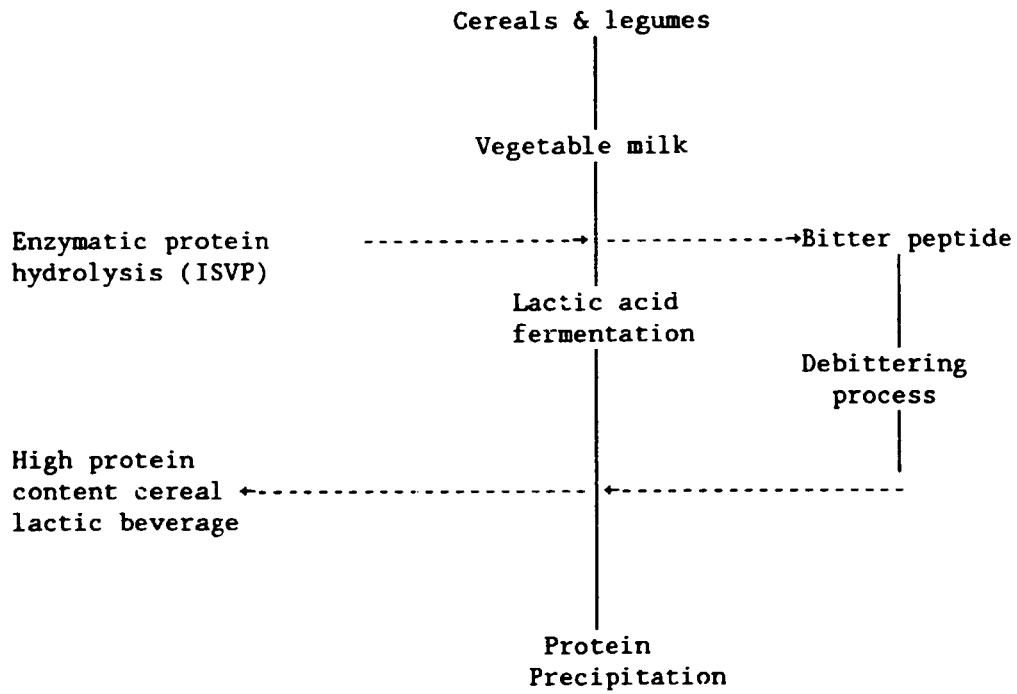 Cereals & legumes
Vegetable milk
Enzymatic protein
hydrolysis (ISVP)
Bitter peptide
Lactic acid
fermentation
Debittering
process
High protein
content cereal
lactic beverage
Protein
Precipitation